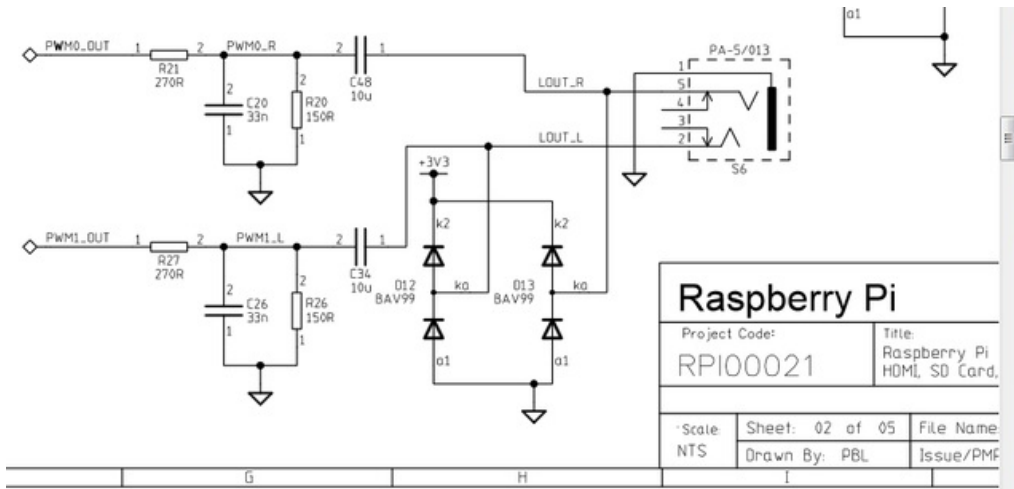 a1
PWM0_OUT 1 2 PWM0_R 2 1
R21
270R
C48
10u
2 C20
33n
1
2
R20
150R
1
PA-5/013
1
LOUT_R 5
4
3
LOUT_L 2
S6
+3V3
k2 k2
PWM1_OUT 1 2 PWM1_L 2 1
R27
270R
C34
10u
D12
BAV99
ka
D13
BAV99
ka
2 C26
33n
1
2
R26
150R
1
a1 a1
Raspberry Pi
Project Code:
RPI00021
Title:
Raspberry Pi
HDMI, SD Card,
Scale:
NTS
Sheet: 02 of 05
File Name:
Drawn By: PBL
Issue/PMF
G H I